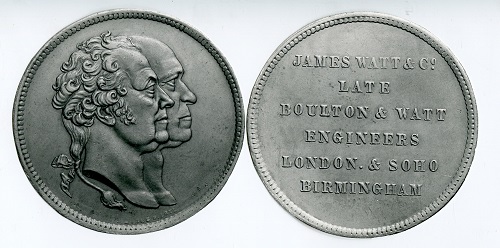 JAMES WATT & Cº.
LATE
BOULTON & WATT
ENGINEERS
LONDON. & SOHO
BIRMINGHAM